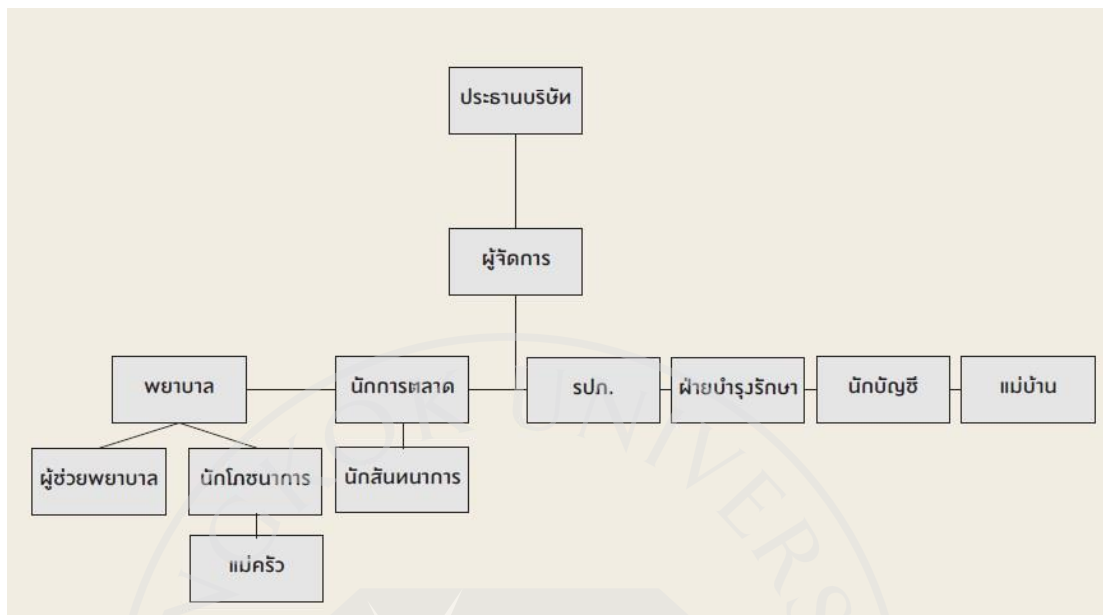 ประธานบริษัท
ผู้จัดการ
พยาบาล
นักการตลาด
รปภ.
ฝ่ายบำรุงรักษา
นักบัญชี
แม่บ้าน
ผู้ช่วยพยาบาล
นักโภชนาการ
นักสันทนาการ
แม่ครัว